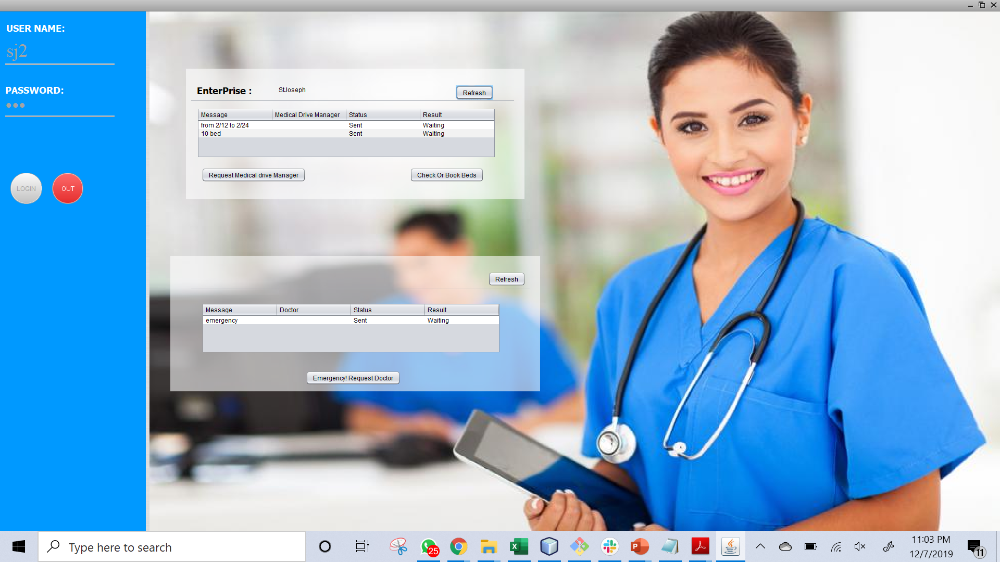 USER NAME:
sj2
PASSWORD:
LOGIN
OUT
EnterPrise :
StJoseph
Refresh
Message Medical Drive Manager Status Result
from 2/12 to 2/24 Sent Waiting
10 bed Sent Waiting
Request Medical drive Manager
Check Or Book Beds
Refresh
Message Doctor Status Result
emergency Sent Waiting
Emergency! Request Doctor
Type here to search
25
X
P
11:03 PM
12/7/2019
11